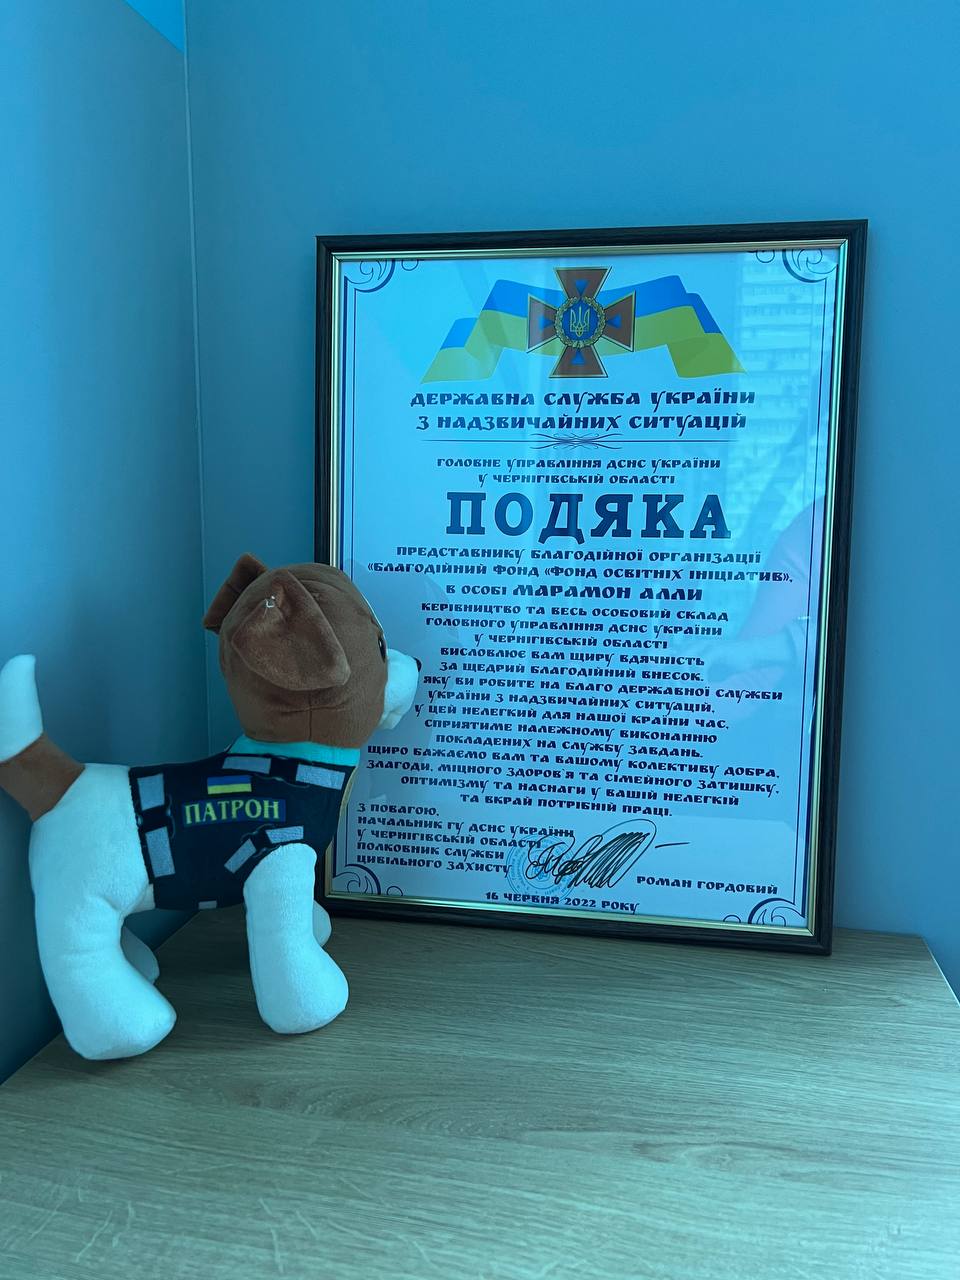 ДЕРЖАВНА СЛУЖБА УКРАЇНИ
З НАДЗВИЧАЙНИХ СИТУАЦІЙ
ГОЛОВНЕ УПРАВЛІННЯ ДСНС УКРАЇНИ
У ЧЕРНІГІВСЬКІЙ ОБЛАСТІ
ПОДЯКА
ПРЕДСТАВНИКУ БЛАГОДІЙНОЇ ОРГАНІЗАЦІЇ
«БЛАГОДІЙНИЙ ФОНД «ФОНД ОСВІТНІХ ІНІЦІАТИВ»,
В ОСОБІ МАРАМОН АЛЛИ
КЕРІВНИЦТВО ТА ВЕСЬ ОСОБОВИЙ СКЛАД
ГОЛОВНОГО УПРАВЛІННЯ ДСНС УКРАЇНИ
У ЧЕРНІГІВСЬКІЙ ОБЛАСТІ
ВИСЛОВЛЮЄ ВАМ ЩИРУ ВДЯЧНІСТЬ
ЗА ЩЕДРИЙ БЛАГОДІЙНИЙ ВНЕСОК,
ЯКУ ВИ РОБИТЕ НА БЛАГО ДЕРЖАВНОЇ СЛУЖБИ
УКРАЇНИ З НАДЗВИЧАЙНИХ СИТУАЦІЙ,
У ЦЕЙ НЕЛЕГКИЙ ДЛЯ НАШОЇ КРАЇНИ ЧАС,
СПРИЯТИМЕ НАЛЕЖНОМУ ВИКОНАННЮ
ПОКЛАДЕНИХ НА СЛУЖБУ ЗАВДАНЬ.
ЩИРО БАЖАЄМО ВАМ ТА ВАШОМУ КОЛЕКТИВУ ДОБРА,
ЗЛАГОДИ, МІЦНОГО ЗДОРОВ'Я ТА СІМЕЙНОГО ЗАТИШКУ,
ОПТИМІЗМУ ТА НАСНАГИ У ВАШІЙ НЕЛЕГКІЙ
ТА ВКРАЙ ПОТРІБНІЙ ПРАЦІ.
З ПОВАГОЮ,
НАЧАЛЬНИК ГУ ДСНС УКРАЇНИ
У ЧЕРНІГІВСЬКІЙ ОБЛАСТІ
ПОЛКОВНИК СЛУЖБИ
ЦИВІЛЬНОГО ЗАХИСТУ
РОМАН ГОРДОВИЙ
16 ЧЕРВНЯ 2022 РОКУ
ПАТРОН